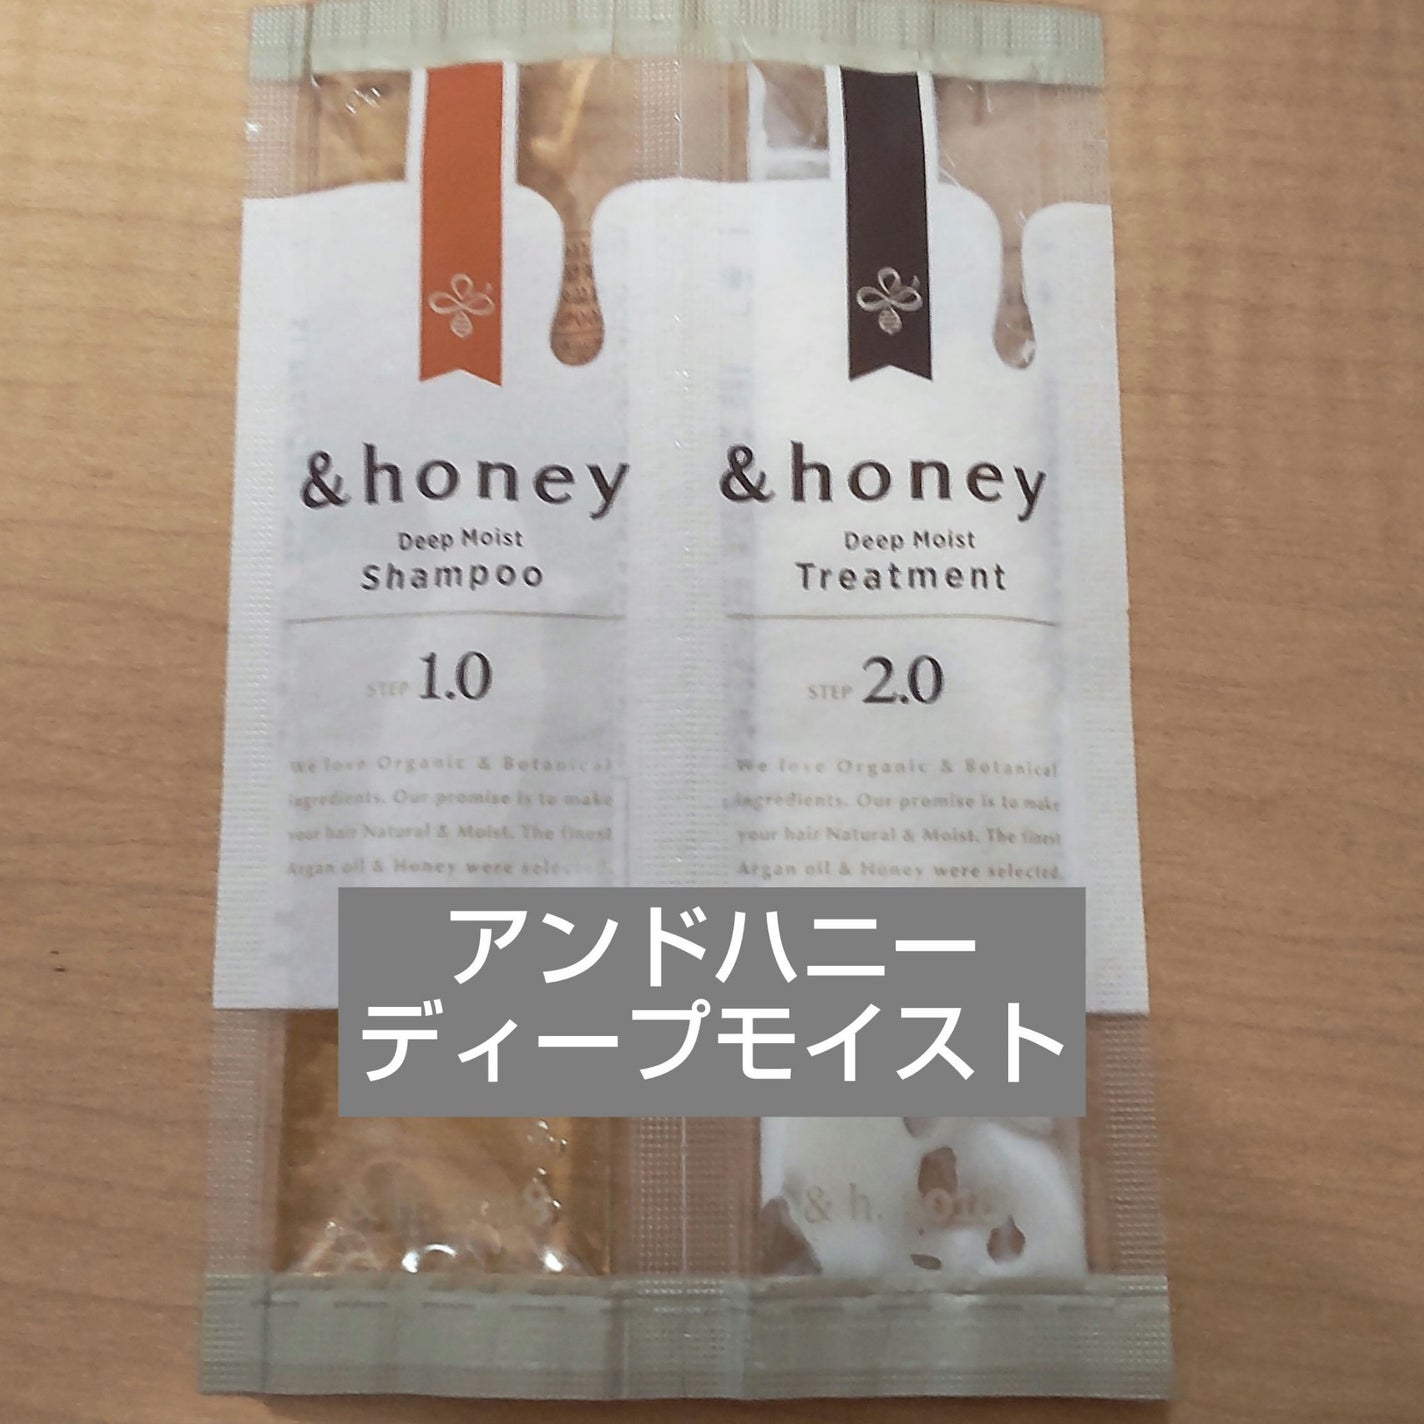 &honey
Deep Moist
Shampoo
STEP 1.0
We love Organic & Botanical
ingredients. Our promise is to make
your hair Natural & Moist. The finest
Argan oil & Honey were selected.
&honey
Deep Moist
Treatment
STEP 2.0
We love Organic & Botanical
ingredients. Our promise is to make
your hair Natural & Moist. The finest
Argan oil & Honey were selected.
アンドハニー
ディープモイスト
& h.